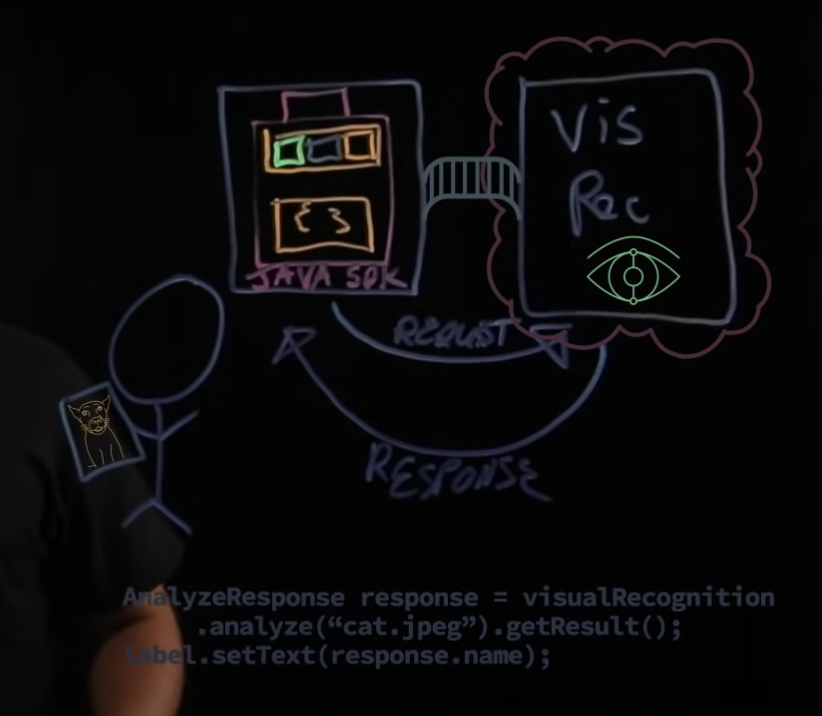 Vis
Rec
{ }
JAVA SDK
REQUEST
RESPONSE
AnalyzeResponse response = visualRecognition
.analyze(“cat.jpeg”).getResult();
label.setText(response.name);